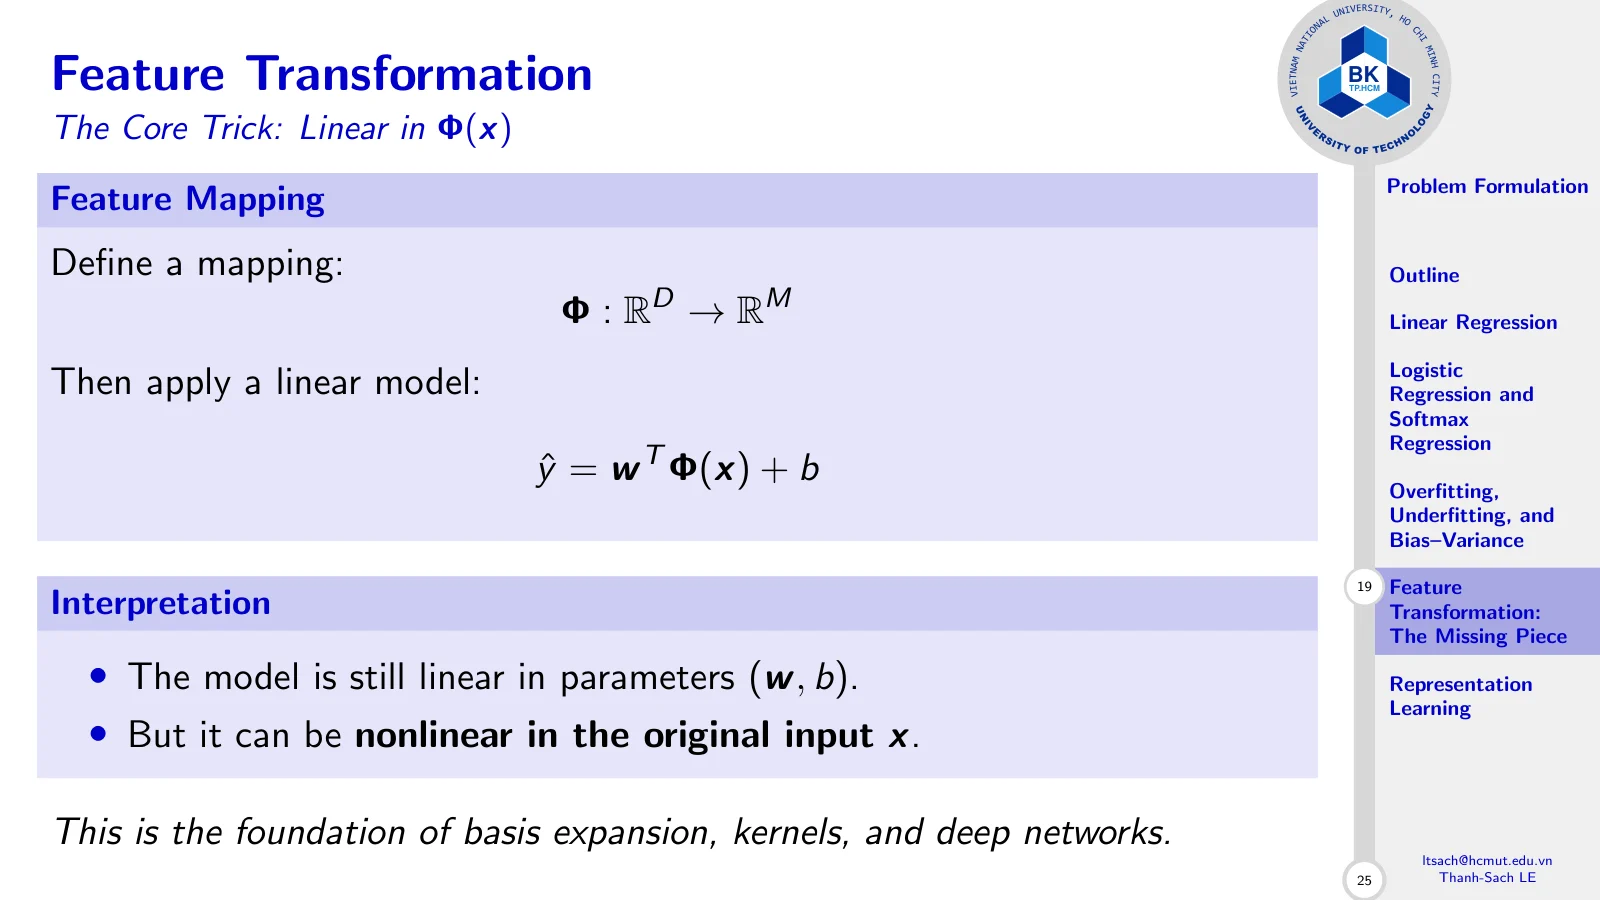 Feature Transformation
The Core Trick: Linear in Φ(x)
Feature Mapping
Define a mapping:
Φ : ℝ^D → ℝ^M
Then apply a linear model:
ŷ = w^T Φ(x) + b
Interpretation
• The model is still linear in parameters (w, b).
• But it can be nonlinear in the original input x.
This is the foundation of basis expansion, kernels, and deep networks.
VIETNAM NATIONAL UNIVERSITY, HO CHI MINH CITY
BK
TP.HCM
UNIVERSITY OF TECHNOLOGY
Problem Formulation
Outline
Linear Regression
Logistic
Regression and
Softmax
Regression
Overfitting,
Underfitting, and
Bias–Variance
19
Feature
Transformation:
The Missing Piece
Representation
Learning
ltsach@hcmut.edu.vn
Thanh-Sach LE
25